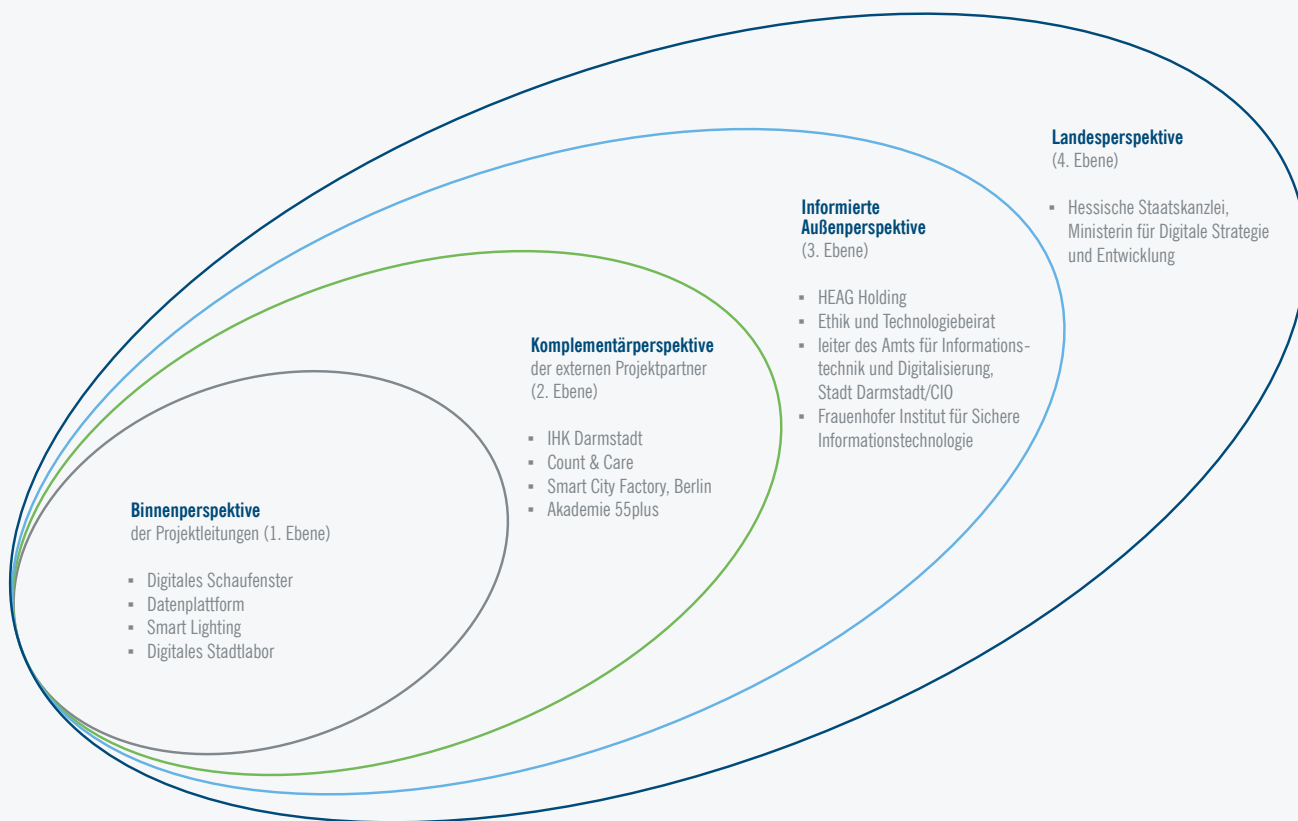 Binnenperspektive
der Projektleitungen (1. Ebene)
▪ Digitales Schaufenster
▪ Datenplattform
▪ Smart Lighting
▪ Digitales Stadtlabor
Komplementärperspektive
der externen Projektpartner
(2. Ebene)
▪ IHK Darmstadt
▪ Count & Care
▪ Smart City Factory, Berlin
▪ Akademie 55plus
Informierte
Außenperspektive
(3. Ebene)
▪ HEAG Holding
▪ Ethik und Technologiebeirat
▪ leiter des Amts für Informations-
technik und Digitalisierung,
Stadt Darmstadt/CIO
▪ Frauenhofer Institut für Sichere
Informationstechnologie
Landesperspektive
(4. Ebene)
▪ Hessische Staatskanzlei,
Ministerin für Digitale Strategie
und Entwicklung